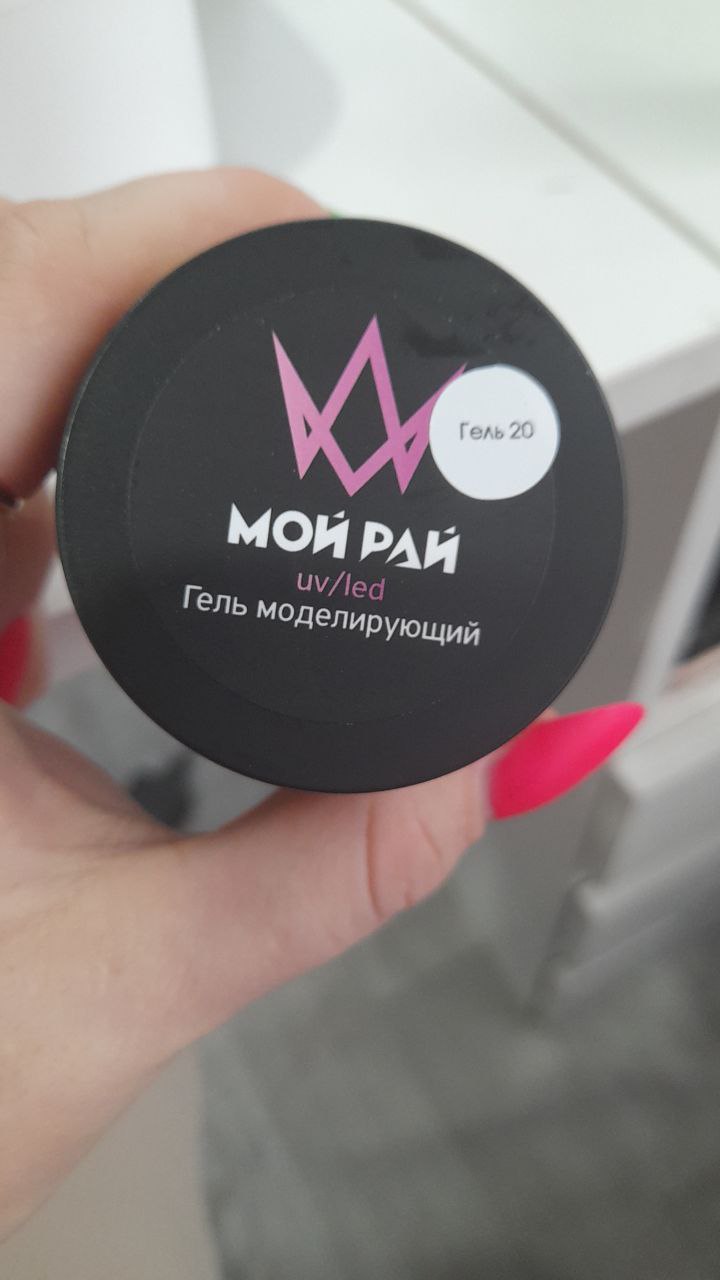 Гель 20
МОЙ РАЙ
uv/led
Гель моделирующий